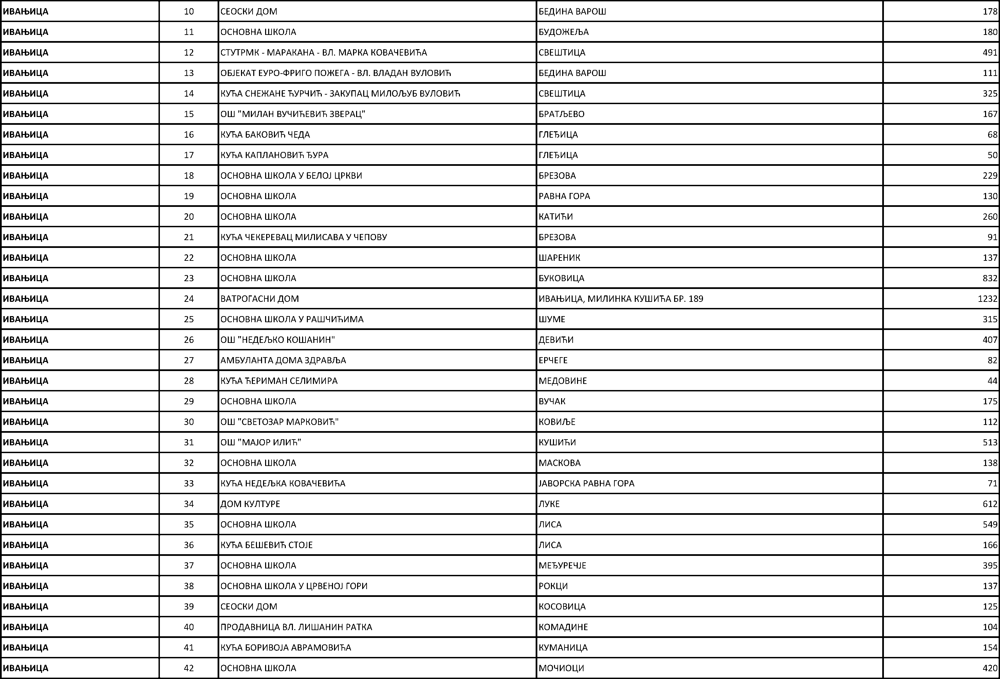 ИВАЊИЦА 10 СЕОСКИ ДОМ БЕДИНА ВАРОШ 178
ИВАЊИЦА 11 ОСНОВНА ШКОЛА БУДОЖЕЉА 180
ИВАЊИЦА 12 СТУТРМК - МАРАКАНА - ВЛ. МАРКА КОВАЧЕВИЋА СВЕШТИЦА 491
ИВАЊИЦА 13 ОБЈЕКАТ ЕУРО-ФРИГО ПОЖЕГА - ВЛ. ВЛАДАН ВУЛОВИЋ БЕДИНА ВАРОШ 111
ИВАЊИЦА 14 КУЋА СНЕЖАНЕ ЋУРЧИЋ - ЗАКУПАЦ МИЛОЉУБ ВУЛОВИЋ СВЕШТИЦА 325
ИВАЊИЦА 15 ОШ "МИЛАН ВУЧИЋЕВИЋ ЗВЕРАЦ" БРАТЉЕВО 167
ИВАЊИЦА 16 КУЋА БАКОВИЋ ЧЕДА ГЛЕЂИЦА 68
ИВАЊИЦА 17 КУЋА КАПЛАНОВИЋ ЂУРА ГЛЕЂИЦА 50
ИВАЊИЦА 18 ОСНОВНА ШКОЛА У БЕЛОЈ ЦРКВИ БРЕЗОВА 229
ИВАЊИЦА 19 ОСНОВНА ШКОЛА РАВНА ГОРА 130
ИВАЊИЦА 20 ОСНОВНА ШКОЛА КАТИЋИ 260
ИВАЊИЦА 21 КУЋА ЧЕКЕРЕВАЦ МИЛИСАВА У ЧЕПОВУ БРЕЗОВА 91
ИВАЊИЦА 22 ОСНОВНА ШКОЛА ШАРЕНИК 137
ИВАЊИЦА 23 ОСНОВНА ШКОЛА БУКОВИЦА 832
ИВАЊИЦА 24 ВАТРОГАСНИ ДОМ ИВАЊИЦА, МИЛИНКА КУШИЋА БР. 189 1232
ИВАЊИЦА 25 ОСНОВНА ШКОЛА У РАШЧИЋИМА ШУМЕ 315
ИВАЊИЦА 26 ОШ "НЕДЕЉКО КОШАНИН" ДЕВИЋИ 407
ИВАЊИЦА 27 АМБУЛАНТА ДОМА ЗДРАВЉА ЕРЧЕГЕ 82
ИВАЊИЦА 28 КУЋА ЋЕРИМАН СЕЛИМИРА МЕДОВИНЕ 44
ИВАЊИЦА 29 ОСНОВНА ШКОЛА ВУЧАК 175
ИВАЊИЦА 30 ОШ "СВЕТОЗАР МАРКОВИЋ" КОВИЉЕ 112
ИВАЊИЦА 31 ОШ "МАЈОР ИЛИЋ" КУШИЋИ 513
ИВАЊИЦА 32 ОСНОВНА ШКОЛА МАСКОВА 138
ИВАЊИЦА 33 КУЋА НЕДЕЉКА КОВАЧЕВИЋА ЈАВОРСКА РАВНА ГОРА 71
ИВАЊИЦА 34 ДОМ КУЛТУРЕ ЛУКЕ 612
ИВАЊИЦА 35 ОСНОВНА ШКОЛА ЛИСА 549
ИВАЊИЦА 36 КУЋА БЕШЕВИЋ СТОЈЕ ЛИСА 166
ИВАЊИЦА 37 ОСНОВНА ШКОЛА МЕЂУРЕЧЈЕ 395
ИВАЊИЦА 38 ОСНОВНА ШКОЛА У ЦРВЕНОЈ ГОРИ РОКЦИ 137
ИВАЊИЦА 39 СЕОСКИ ДОМ КОСОВИЦА 125
ИВАЊИЦА 40 ПРОДАВНИЦА ВЛ. ЛИШАНИН РАТКА КОМАДИНЕ 104
ИВАЊИЦА 41 КУЋА БОРИВОЈА АВРАМОВИЋА КУМАНИЦА 154
ИВАЊИЦА 42 ОСНОВНА ШКОЛА МОЧИОЦИ 420